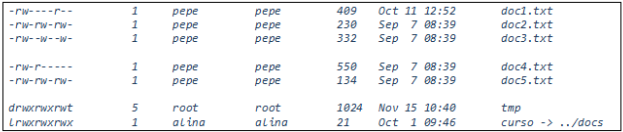 -rw----r-- 1 pepe pepe 409 Oct 11 12:52 doc1.txt
-rw-rw-rw- 1 pepe pepe 230 Sep 7 08:39 doc2.txt
-rw--w--w- 1 pepe pepe 332 Sep 7 08:39 doc3.txt
-rw-r----- 1 pepe pepe 550 Sep 7 08:39 doc4.txt
-rw-rw-rw- 1 pepe pepe 134 Sep 7 08:39 doc5.txt
drwxrwxrwt 5 root root 1024 Nov 15 10:40 tmp
lrwxrwxrwx 1 alina alina 21 Oct 1 09:46 curso -> ../docs